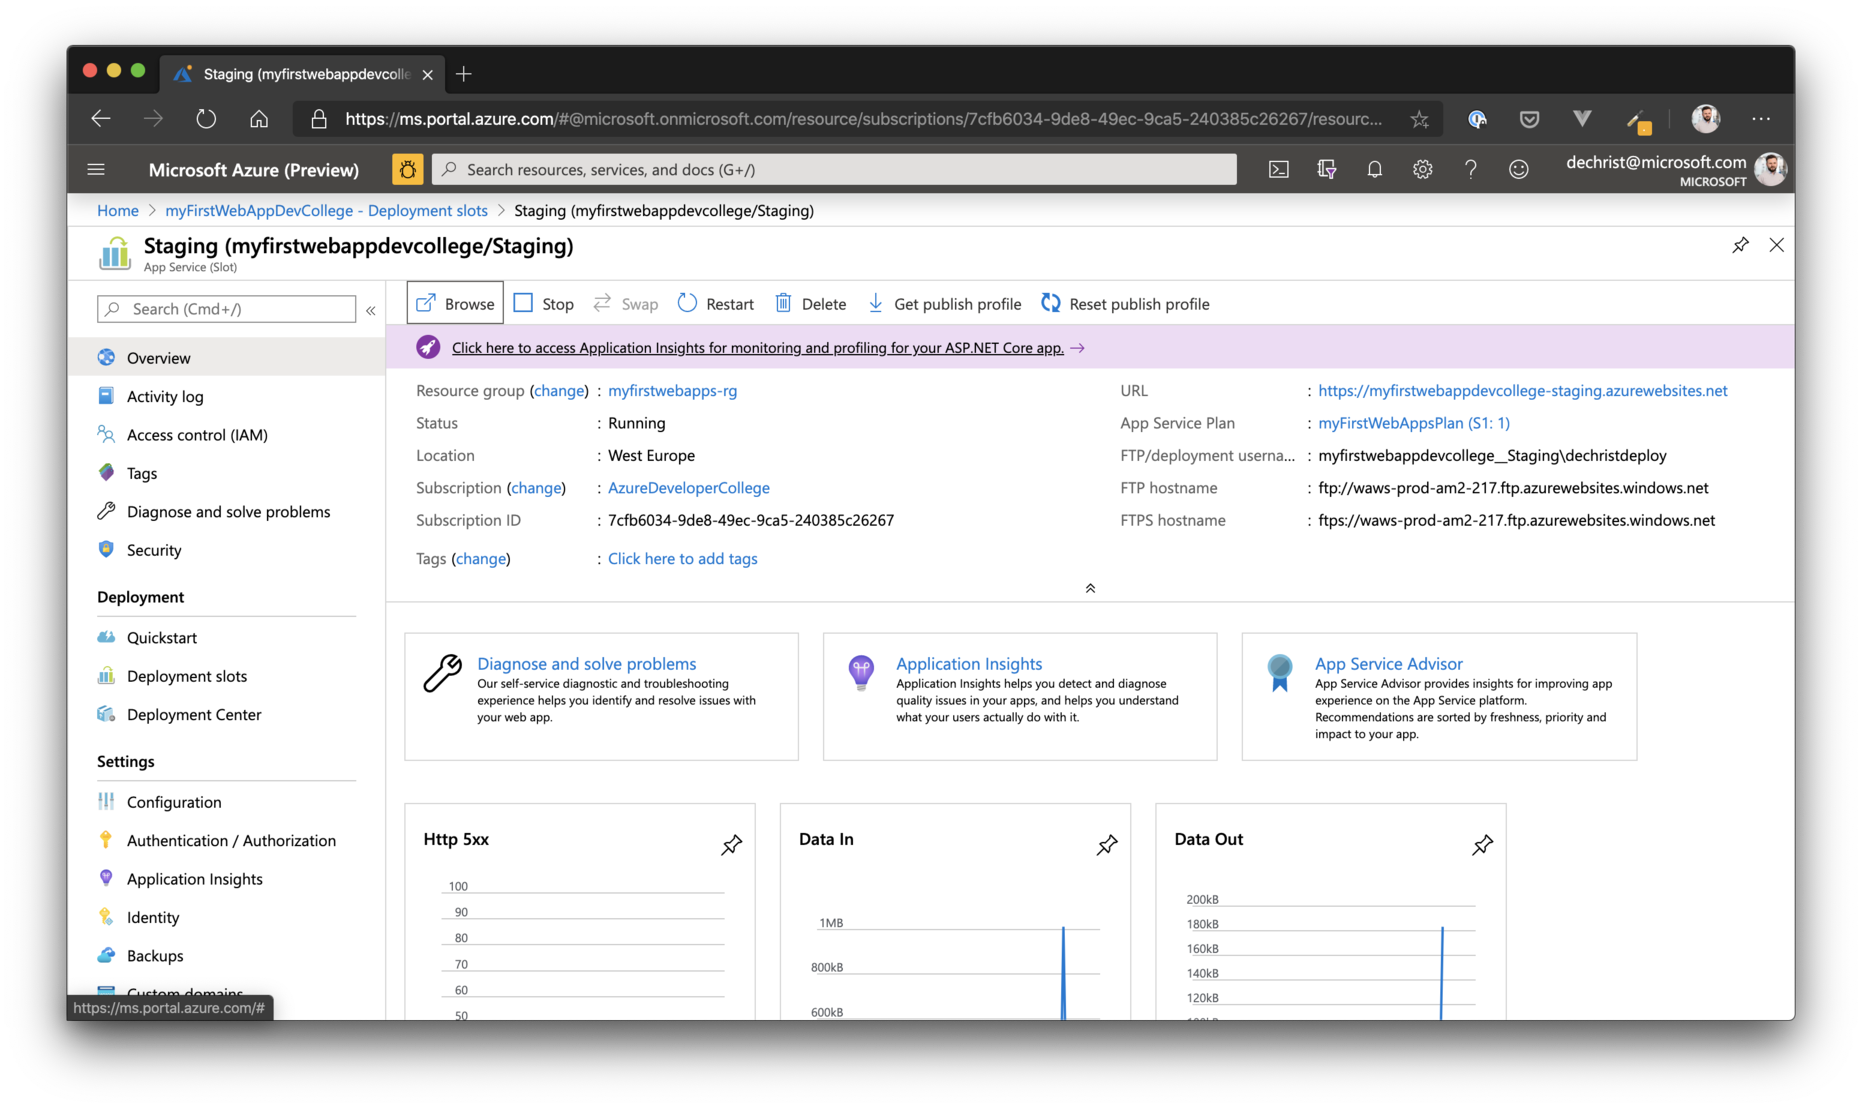 Staging (myfirstwebappdevcolle
https://ms.portal.azure.com/#@microsoft.onmicrosoft.com/resource/subscriptions/7cfb6034-9de8-49ec-9ca5-240385c26267/resourc...
Microsoft Azure (Preview)
Search resources, services, and docs (G+/)
dechrist@microsoft.com
MICROSOFT
Home > myFirstWebAppDevCollege - Deployment slots > Staging (myfirstwebappdevcollege/Staging)
Staging (myfirstwebappdevcollege/Staging)
App Service (Slot)
Search (Cmd+/)
«
Overview
Activity log
Access control (IAM)
Tags
Diagnose and solve problems
Security
Deployment
Quickstart
Deployment slots
Deployment Center
Settings
Configuration
Authentication / Authorization
Application Insights
Identity
Backups
Custom domains
https://ms.portal.azure.com/#
Browse Stop Swap Restart Delete Get publish profile Reset publish profile
Click here to access Application Insights for monitoring and profiling for your ASP.NET Core app. →
Resource group (change) : myfirstwebapps-rg
Status : Running
Location : West Europe
Subscription (change) : AzureDeveloperCollege
Subscription ID : 7cfb6034-9de8-49ec-9ca5-240385c26267
Tags (change) : Click here to add tags
URL : https://myfirstwebappdevcollege-staging.azurewebsites.net
App Service Plan : myFirstWebAppsPlan (S1: 1)
FTP/deployment userna... : myfirstwebappdevcollege__Staging\dechristdeploy
FTP hostname : ftp://waws-prod-am2-217.ftp.azurewebsites.windows.net
FTPS hostname : ftps://waws-prod-am2-217.ftp.azurewebsites.windows.net
Diagnose and solve problems
Our self-service diagnostic and troubleshooting
experience helps you identify and resolve issues with
your web app.
Application Insights
Application Insights helps you detect and diagnose
quality issues in your apps, and helps you understand
what your users actually do with it.
App Service Advisor
App Service Advisor provides insights for improving app
experience on the App Service platform.
Recommendations are sorted by freshness, priority and
impact to your app.
Http 5xx
100
90
80
70
60
50
Data In
1MB
800kB
600kB
Data Out
200kB
180kB
160kB
140kB
120kB